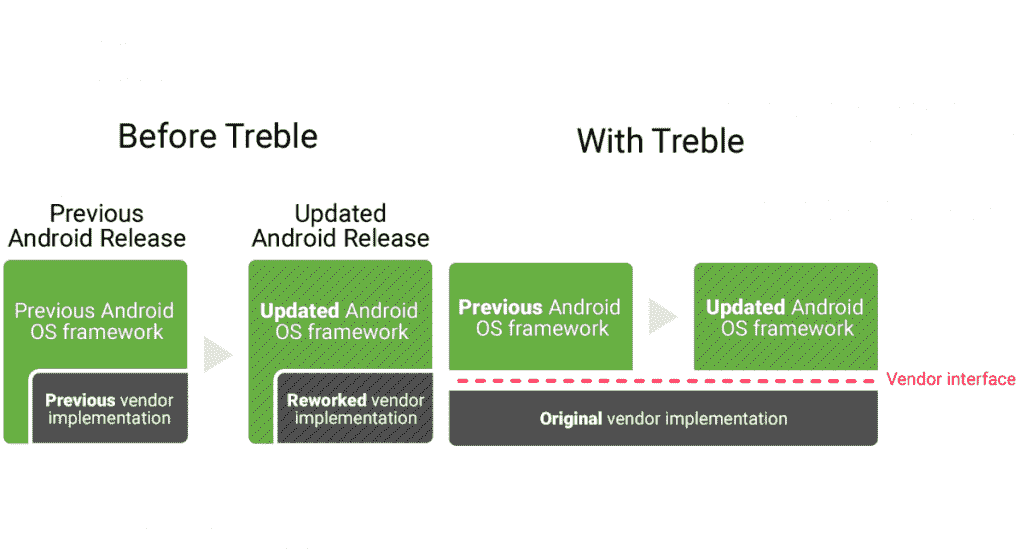 Before Treble
With Treble
Previous
Android Release
Updated
Android Release
Previous Android
OS framework
Previous vendor
implementation
Updated Android
OS framework
Reworked vendor
implementation
Previous Android
OS framework
Updated Android
OS framework
Vendor interface
Original vendor implementation